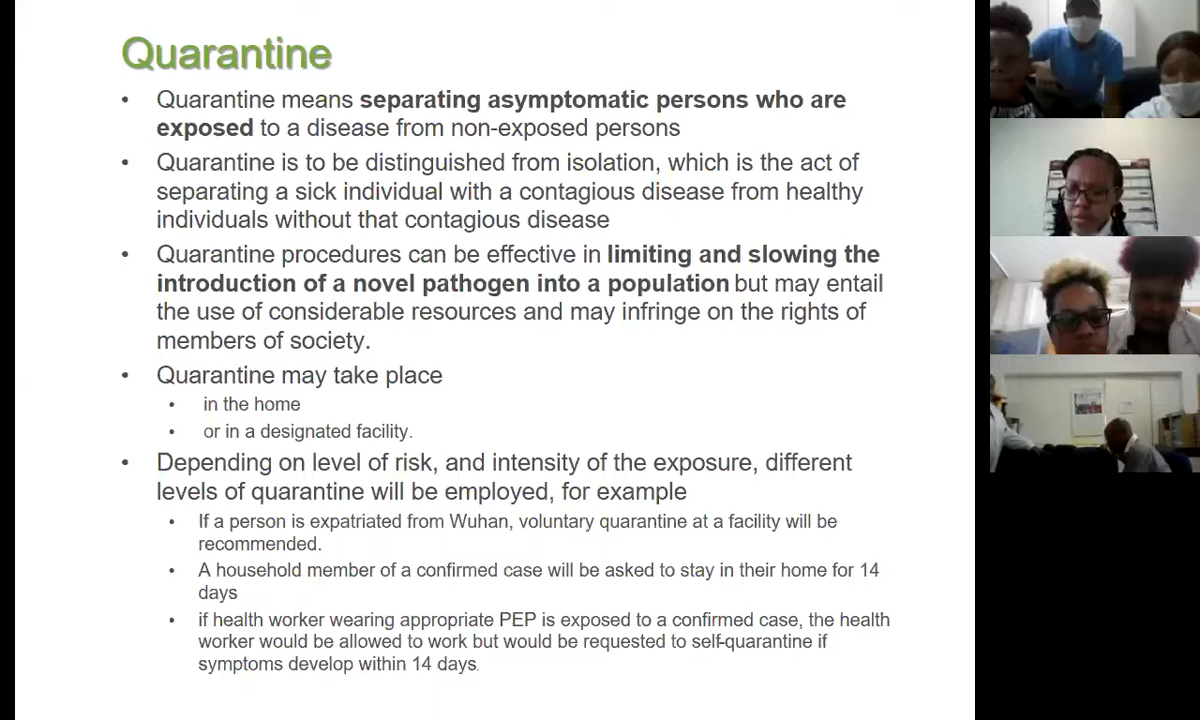 Quarantine
• Quarantine means separating asymptomatic persons who are
exposed to a disease from non-exposed persons
• Quarantine is to be distinguished from isolation, which is the act of
separating a sick individual with a contagious disease from healthy
individuals without that contagious disease
• Quarantine procedures can be effective in limiting and slowing the
introduction of a novel pathogen into a population but may entail
the use of considerable resources and may infringe on the rights of
members of society.
• Quarantine may take place
• in the home
• or in a designated facility.
• Depending on level of risk, and intensity of the exposure, different
levels of quarantine will be employed, for example
• If a person is expatriated from Wuhan, voluntary quarantine at a facility will be
recommended.
• A household member of a confirmed case will be asked to stay in their home for 14
days
• if health worker wearing appropriate PEP is exposed to a confirmed case, the health
worker would be allowed to work but would be requested to self-quarantine if
symptoms develop within 14 days.